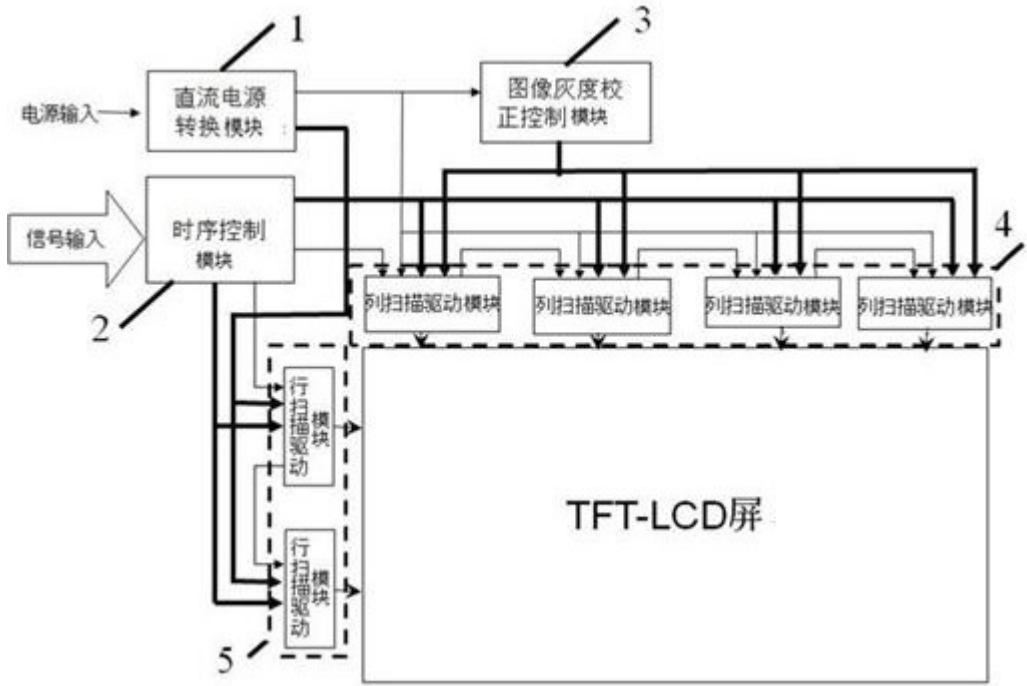 1
3
电源输入
直流电源
转换模块
图像灰度校
正控制模块
信号输入
时序控制
模块
2
4
列扫描驱动模块
列扫描驱动模块
列扫描驱动模块
列扫描驱动模块
行扫描驱动
模块
TFT-LCD屏
行扫描驱动
模块
5